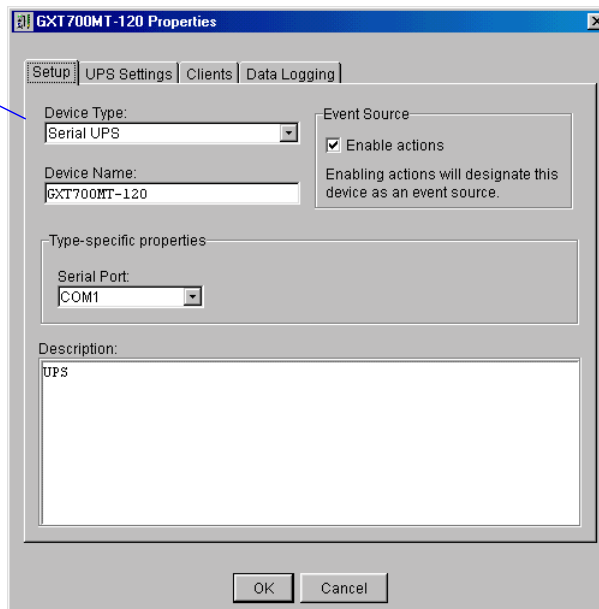 GXT700MT-120 Properties
Setup UPS Settings Clients Data Logging
Device Type:
Serial UPS
Device Name:
GXT700MT-120
Event Source
Enable actions
Enabling actions will designate this
device as an event source.
Type-specific properties
Serial Port:
COM1
Description:
UPS
OK Cancel